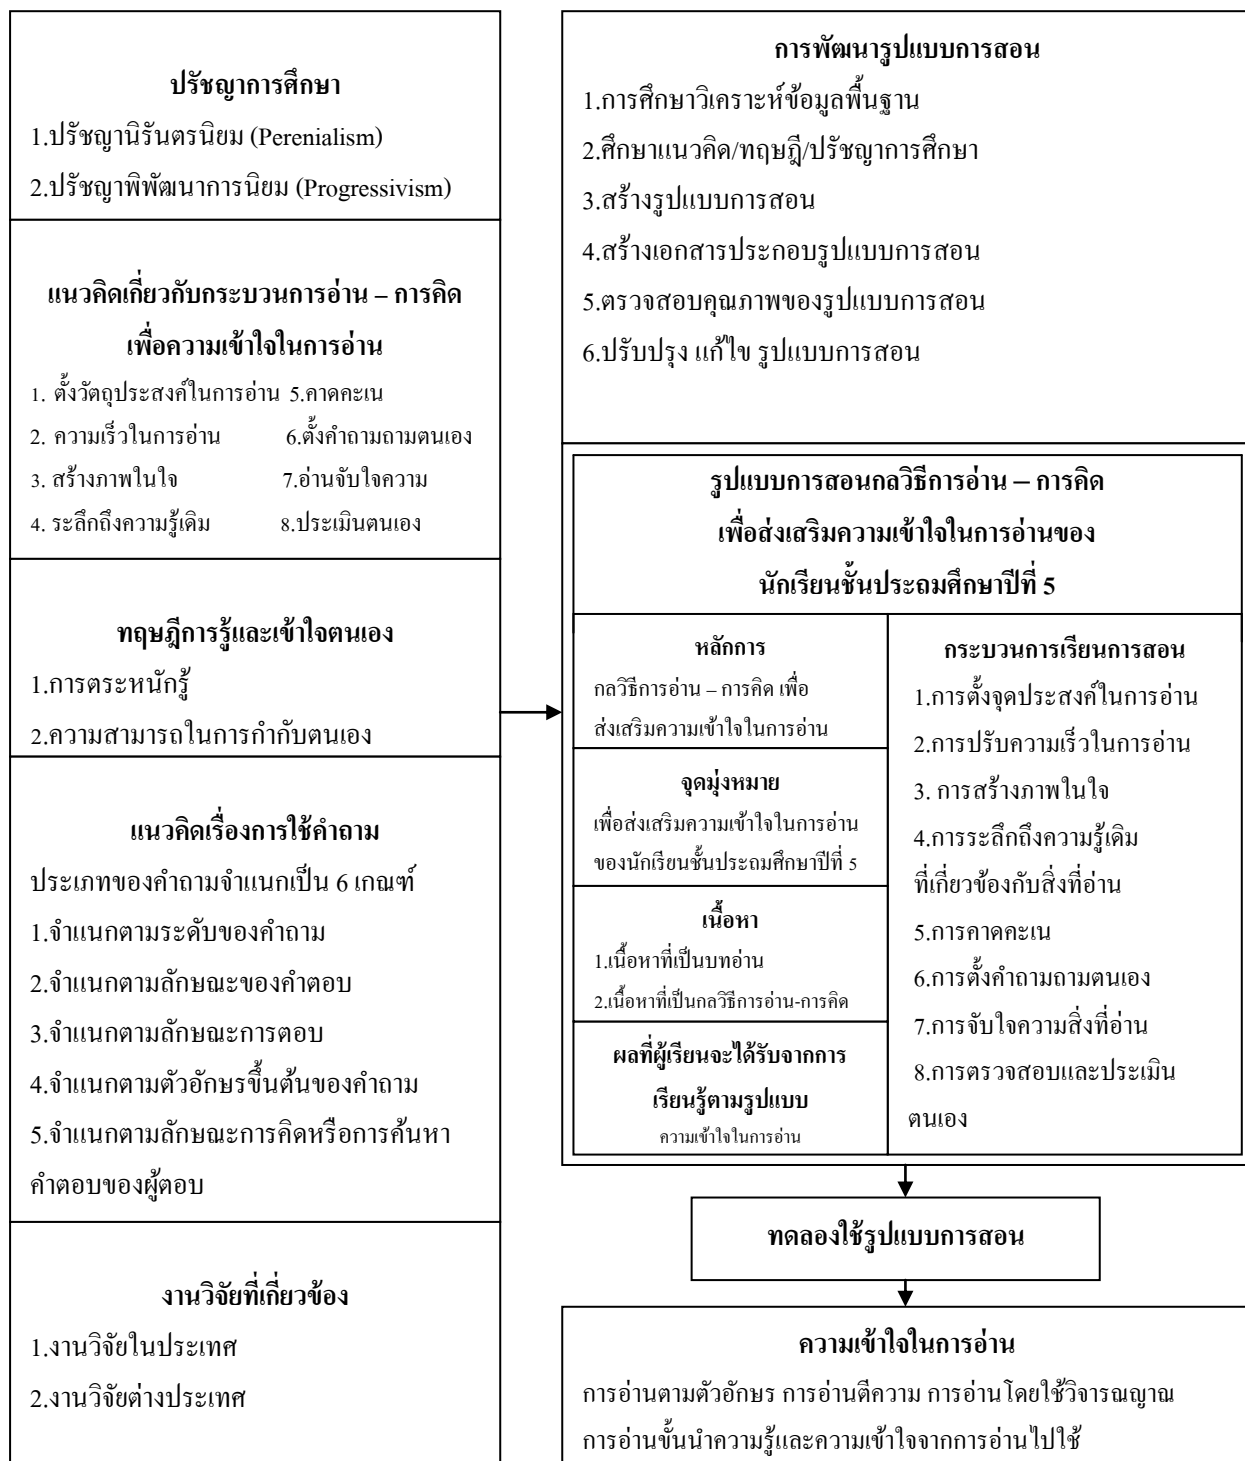 ปรัชญาการศึกษา
1.ปรัชญานิรันตรนิยม (Perenialism)
2.ปรัชญาพิพัฒนาการนิยม (Progressivism)
แนวคิดเกี่ยวกับกระบวนการอ่าน – การคิด
เพื่อความเข้าใจในการอ่าน
1. ตั้งวัตถุประสงค์ในการอ่าน 5.คาดคะเน
2. ความเร็วในการอ่าน 6.ตั้งคำถามถามตนเอง
3. สร้างภาพในใจ 7.อ่านจับใจความ
4. ระลึกถึงความรู้เดิม 8.ประเมินตนเอง
ทฤษฎีการรู้และเข้าใจตนเอง
1.การตระหนักรู้
2.ความสามารถในการกำกับตนเอง
แนวคิดเรื่องการใช้คำถาม
ประเภทของคำถามจำแนกเป็น 6 เกณฑ์
1.จำแนกตามระดับของคำถาม
2.จำแนกตามลักษณะของคำตอบ
3.จำแนกตามลักษณะการตอบ
4.จำแนกตามตัวอักษรขึ้นต้นของคำถาม
5.จำแนกตามลักษณะการคิดหรือการค้นหา
คำตอบของผู้ตอบ
งานวิจัยที่เกี่ยวข้อง
1.งานวิจัยในประเทศ
2.งานวิจัยต่างประเทศ
การพัฒนารูปแบบการสอน
1.การศึกษาวิเคราะห์ข้อมูลพื้นฐาน
2.ศึกษาแนวคิด/ทฤษฎี/ปรัชญาการศึกษา
3.สร้างรูปแบบการสอน
4.สร้างเอกสารประกอบรูปแบบการสอน
5.ตรวจสอบคุณภาพของรูปแบบการสอน
6.ปรับปรุง แก้ไข รูปแบบการสอน
รูปแบบการสอนกลวิธีการอ่าน – การคิด
เพื่อส่งเสริมความเข้าใจในการอ่านของ
นักเรียนชั้นประถมศึกษาปีที่ 5
หลักการ
กลวิธีการอ่าน – การคิด เพื่อ
ส่งเสริมความเข้าใจในการอ่าน
จุดมุ่งหมาย
เพื่อส่งเสริมความเข้าใจในการอ่าน
ของนักเรียนชั้นประถมศึกษาปีที่ 5
เนื้อหา
1.เนื้อหาที่เป็นบทอ่าน
2.เนื้อหาที่เป็นกลวิธีการอ่าน-การคิด
ผลที่ผู้เรียนจะได้รับจากการ
เรียนรู้ตามรูปแบบ
ความเข้าใจในการอ่าน
กระบวนการเรียนการสอน
1.การตั้งจุดประสงค์ในการอ่าน
2.การปรับความเร็วในการอ่าน
3. การสร้างภาพในใจ
4.การระลึกถึงความรู้เดิม
ที่เกี่ยวข้องกับสิ่งที่อ่าน
5.การคาดคะเน
6.การตั้งคำถามถามตนเอง
7.การจับใจความสิ่งที่อ่าน
8.การตรวจสอบและประเมิน
ตนเอง
ทดลองใช้รูปแบบการสอน
ความเข้าใจในการอ่าน
การอ่านตามตัวอักษร การอ่านตีความ การอ่านโดยใช้วิจารณญาณ
การอ่านขั้นนำความรู้และความเข้าใจจากการอ่านไปใช้